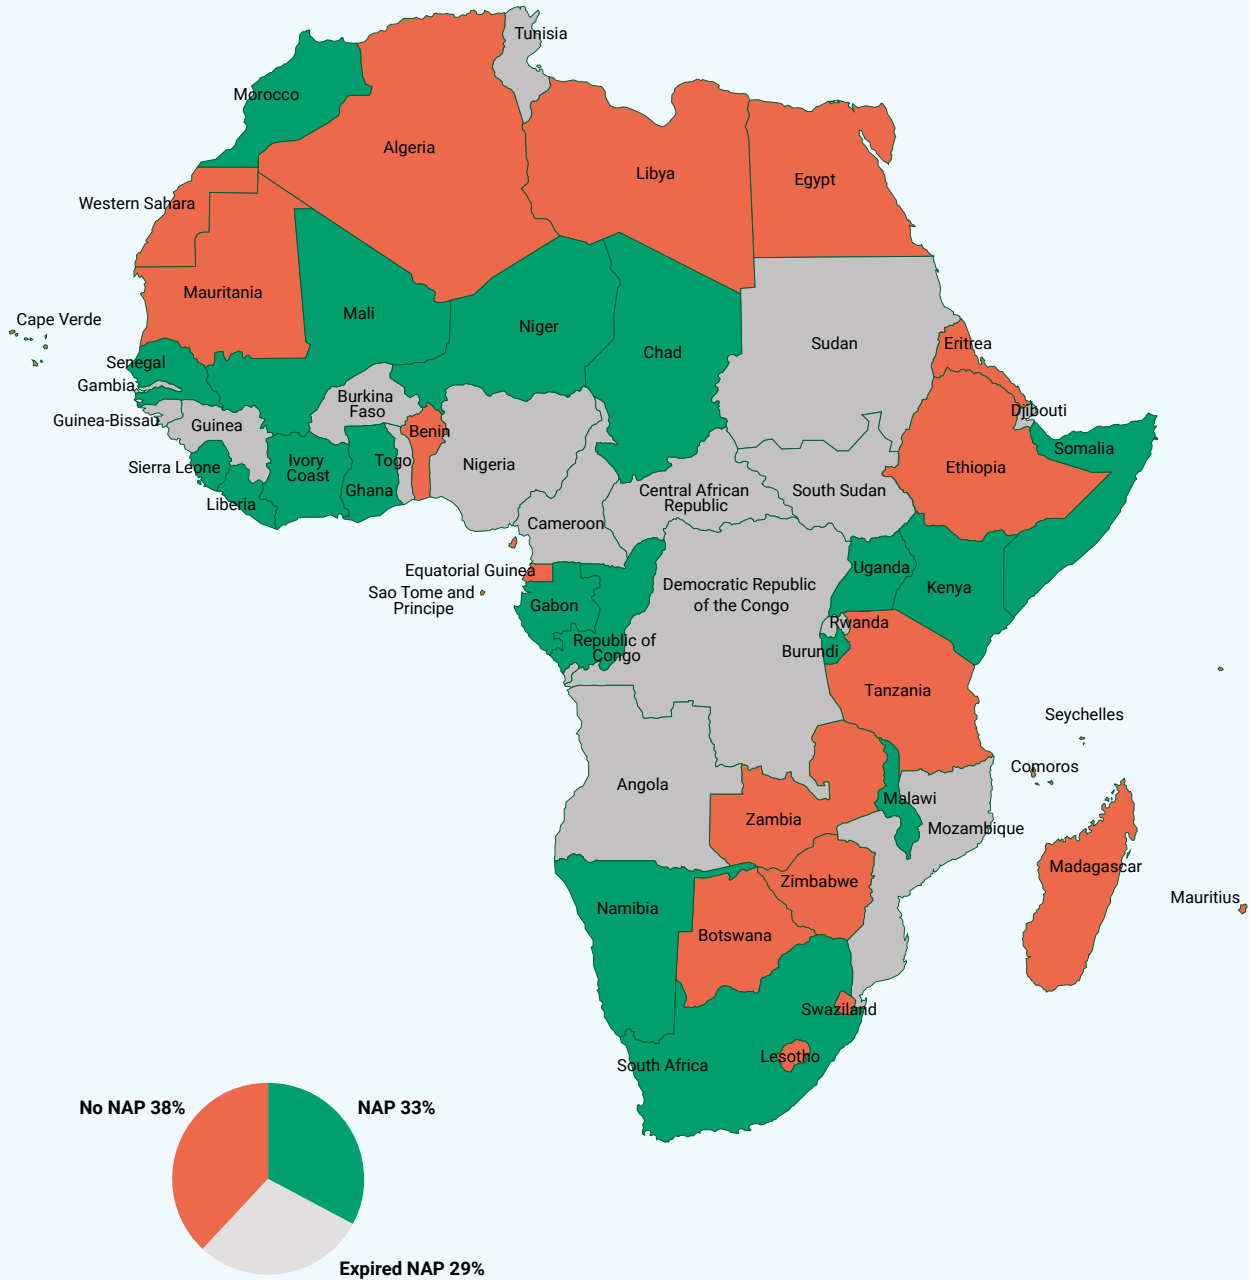 Tunisia
Morocco
Algeria
Libya
Egypt
Western Sahara
Mauritania
Mali
Niger
Chad
Sudan
Eritrea
Cape Verde
Senegal
Gambia
Guinea-Bissau
Guinea
Burkina
Faso
Benin
Togo
Nigeria
Djibouti
Somalia
Ethiopia
Sierra Leone
Ivory
Coast
Ghana
Liberia
Central African
Republic
South Sudan
Cameroon
Equatorial Guinea
Sao Tome and
Principe
Gabon
Republic of
Congo
Democratic Republic
of the Congo
Uganda
Kenya
Rwanda
Burundi
Tanzania
Seychelles
Comoros
Angola
Zambia
Malawi
Mozambique
Madagascar
Mauritius
Zimbabwe
Namibia
Botswana
Swaziland
Lesotho
South Africa
No NAP 38%
NAP 33%
Expired NAP 29%